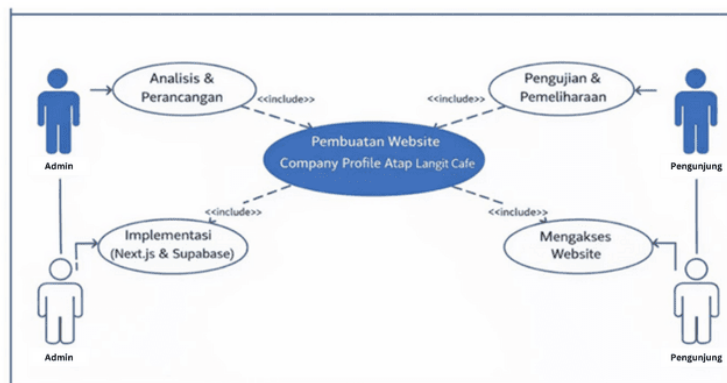 Analisis &
Perancangan
<<include>>
Admin
Pengujian &
Pemeliharaan
<<include>>
Pengunjung
Pembuatan Website
Company Profile Atap Langit Cafe
<<include>>
Implementasi
(Next.js & Supabase)
Admin
<<include>>
Mengakses
Website
Pengunjung